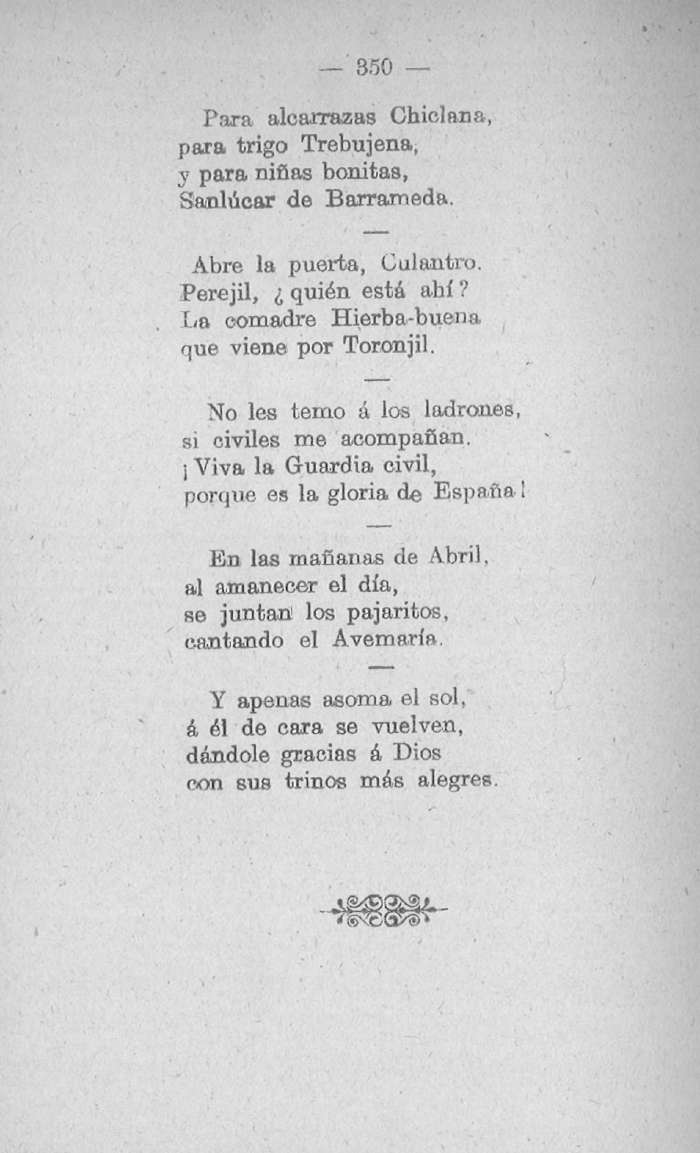 — 350 —
Para alcarrazas Chiclana,
para trigo Trebujena,
y para niñas bonitas,
Sanlúcar de Barrameda.
—
Abre la puerta, Culantro.
Perejil, ¿quién está ahí?
La comadre Hierba-buena
que viene por Toronjil.
—
No les temo á los ladrones,
si civiles me acompañan.
¡Viva la Guardia civil,
porque es la gloria de España!
—
En las mañanas de Abril,
al amanecer el día,
se juntan los pajaritos,
cantando el Avemaría.
—
Y apenas asoma el sol,
á él de cara se vuelven,
dándole gracias á Dios
con sus trinos más alegres.